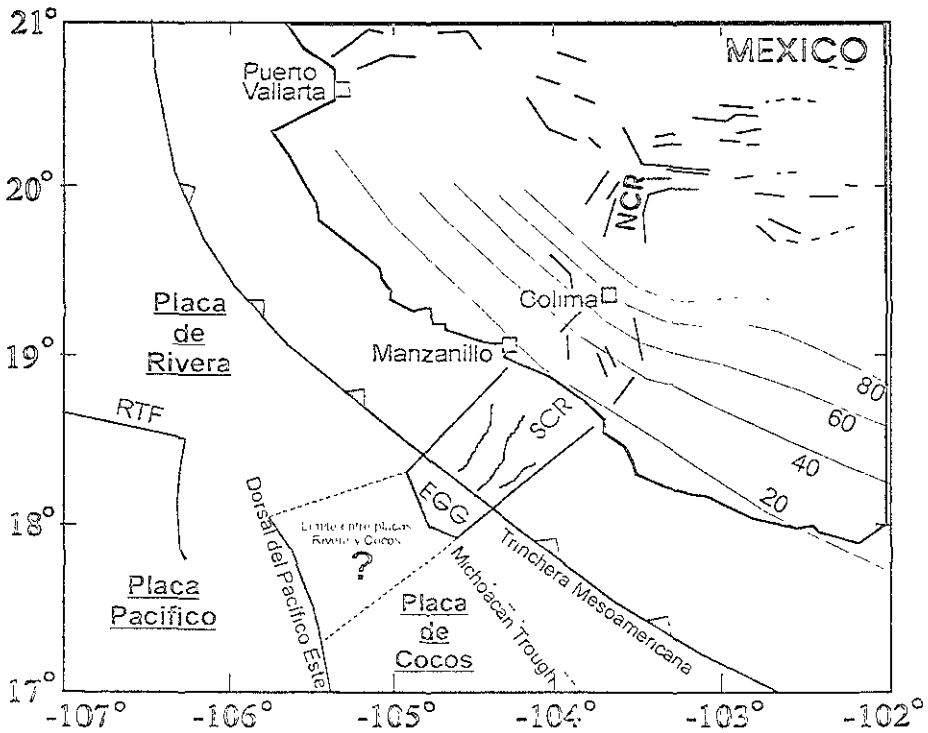 21°
20°
19°
18°
17°
-107°
-106°
-105°
-104°
-103°
-102°
MEXICO
Puerto
Vallarta
NCR
Colima
Manzanillo
Placa
de
Rivera
RTF
SCR
EGG
80
60
40
20
Limite entre placas
Rivera y Cocos
?
Dorsal del Pacífico Este
Placa
Pacifico
Placa
de
Cocos
Michoacan Trough
Trinchera Mesoamericana